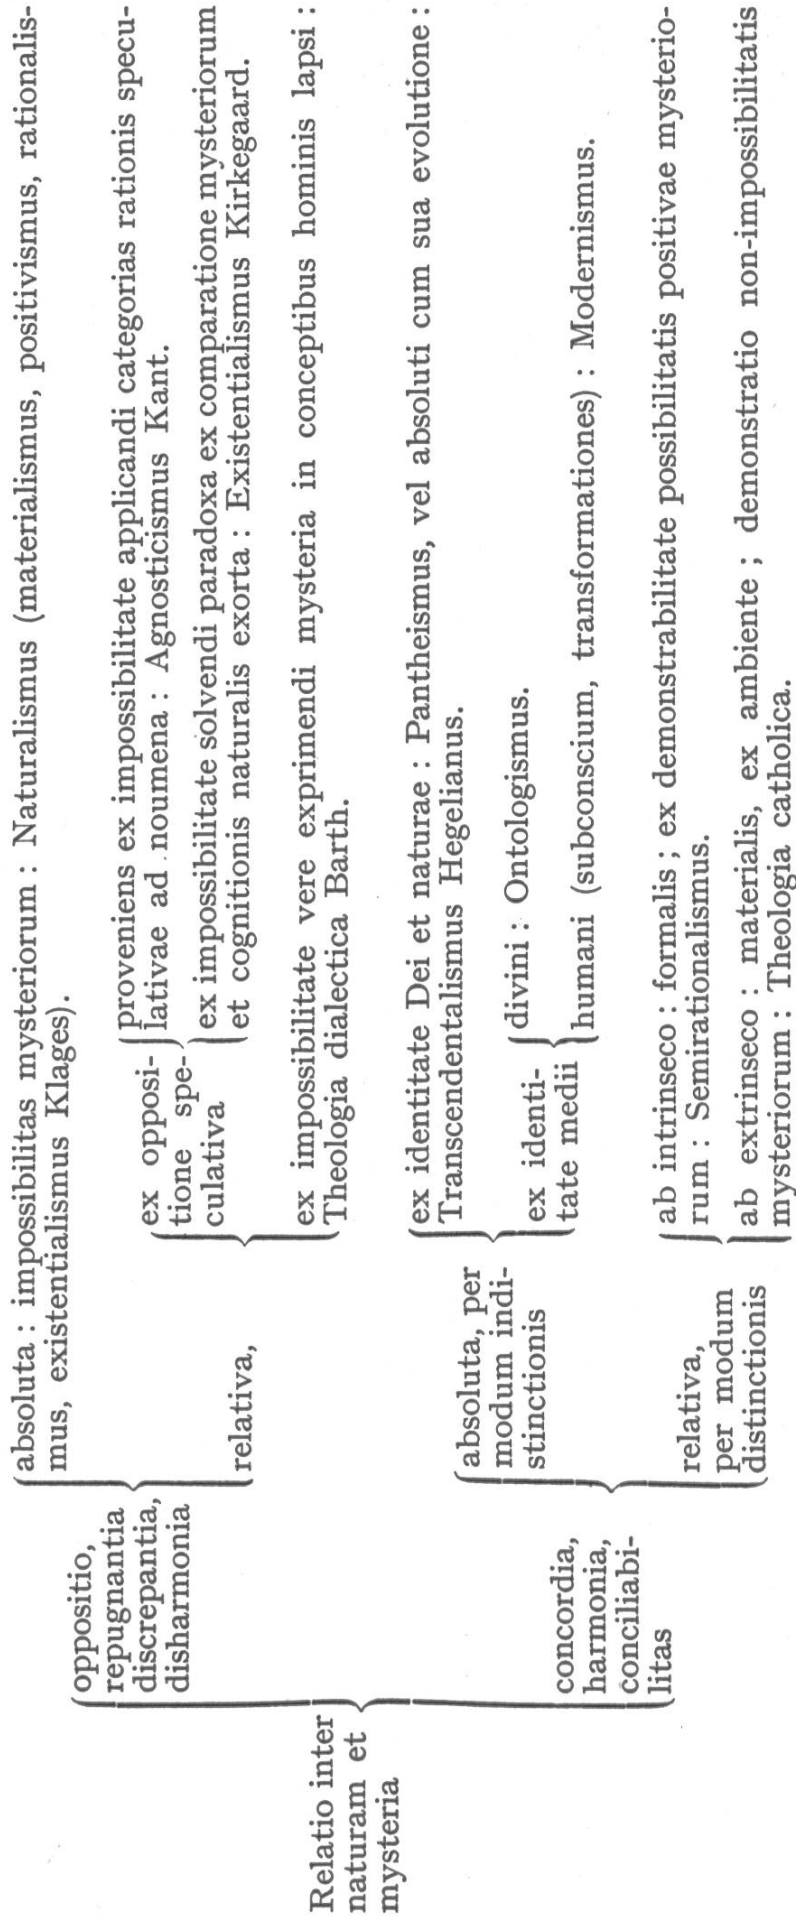 Relatio inter
naturam et
mysteria
oppositio,
repugnantia
discrepantia,
disharmonia
absoluta : impossibilitas mysteriorum : Naturalismus (materialismus, positivismus, rationalis-
mus, existentialismus Klages).
relativa,
ex opposi-
tione spe-
culativa
proveniens ex impossibilitate applicandi categorias rationis specu-
lativae ad noumena : Agnosticismus Kant.
ex impossibilitate solvendi paradoxa ex comparatione mysteriorum
et cognitionis naturalis exorta : Existentialismus Kirkegaard.
ex impossibilitate vere exprimendi mysteria in conceptibus hominis lapsi :
Theologia dialectica Barth.
concordia,
harmonia,
conciliabi-
litas
absoluta, per
modum indi-
stinctionis
ex identitate Dei et naturae : Pantheismus, vel absoluti cum sua evolutione :
Transcendentalismus Hegelianus.
ex identi-
tate medii
divini : Ontologismus.
humani (subconscium, transformationes) : Modernismus.
relativa,
per modum
distinctionis
ab intrinseco : formalis ; ex demonstrabilitate possibilitatis positivae mysterio-
rum : Semirationalismus.
ab extrinseco : materialis, ex ambiente ; demonstratio non-impossibilitatis
mysteriorum : Theologia catholica.